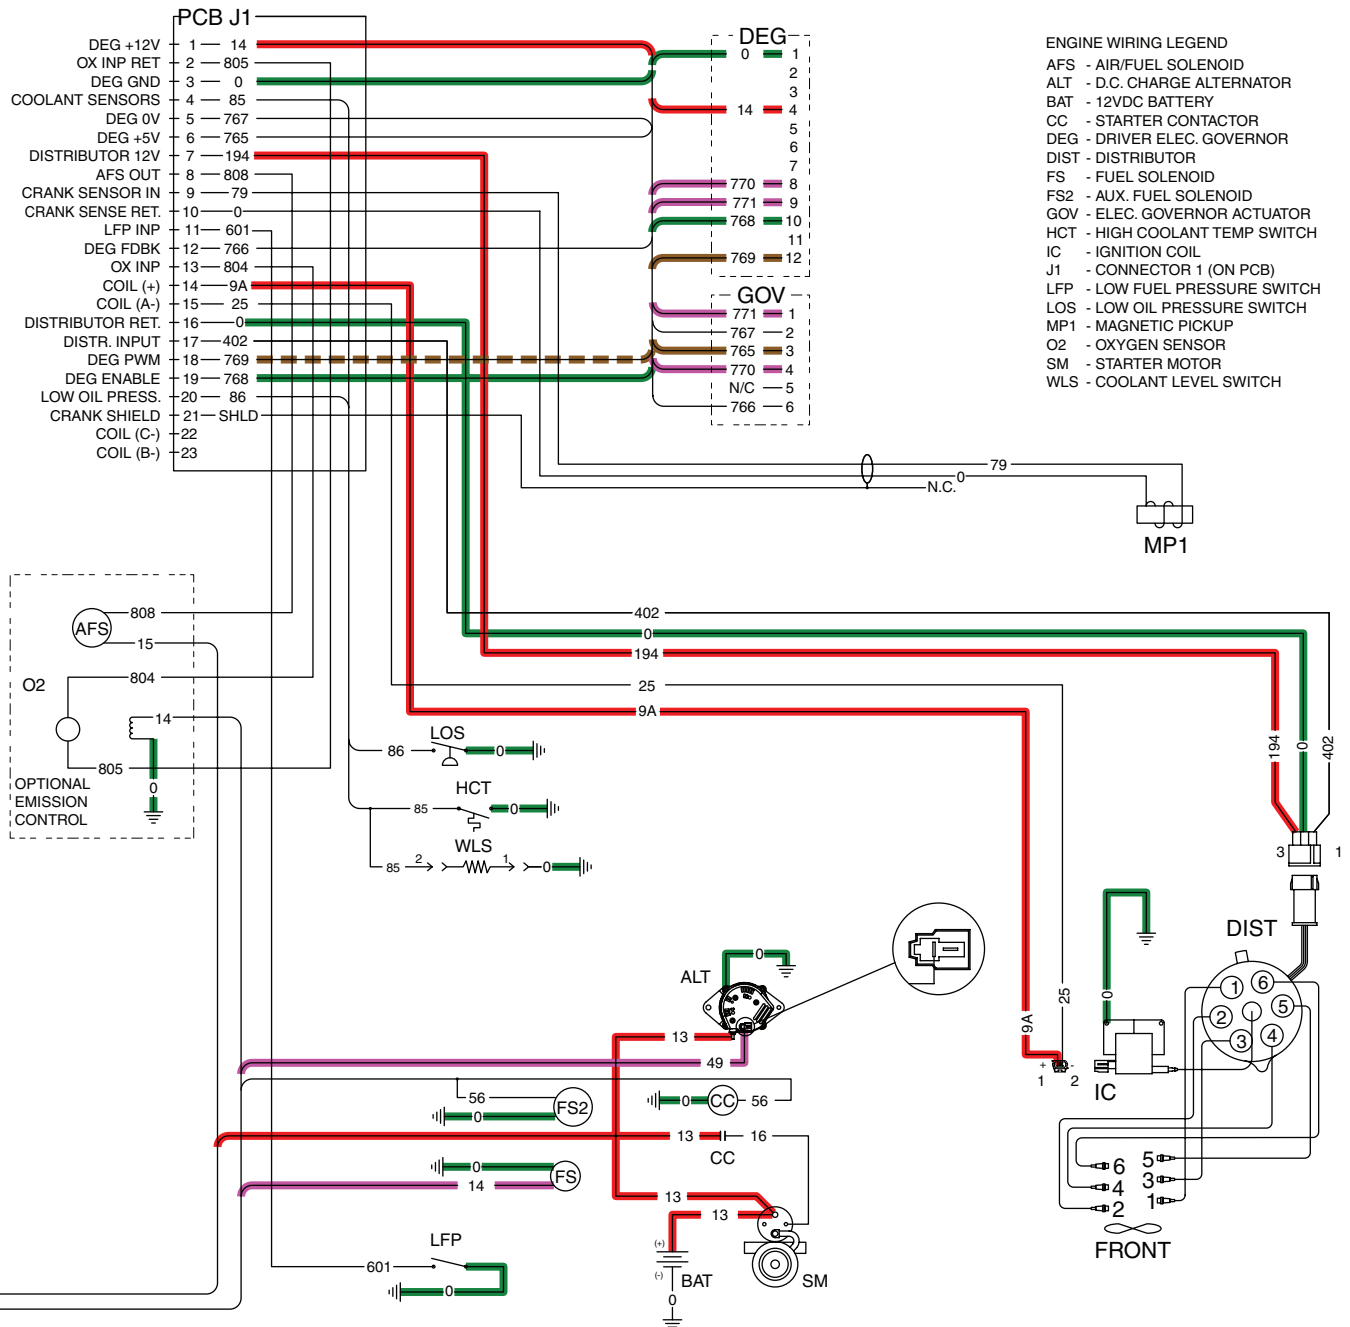 PCB J1
DEG +12V 1 14
OX INP RET 2 805
DEG GND 3 0
COOLANT SENSORS 4 85
DEG 0V 5 767
DEG +5V 6 765
DISTRIBUTOR 12V 7 194
AFS OUT 8 808
CRANK SENSOR IN 9 79
CRANK SENSE RET. 10 0
LFP INP 11 601
DEG FDBK 12 766
OX INP 13 804
COIL (+) 14 9A
COIL (A-) 15 25
DISTRIBUTOR RET. 16 0
DISTR. INPUT 17 402
DEG PWM 18 769
DEG ENABLE 19 768
LOW OIL PRESS. 20 86
CRANK SHIELD 21 SHLD
COIL (C-) 22
COIL (B-) 23
DEG
0 1
2
3
14 4
5
6
7
770 8
771 9
768 10
11
769 12
GOV
771 1
767 2
765 3
770 4
N/C 5
766 6
ENGINE WIRING LEGEND
AFS - AIR/FUEL SOLENOID
ALT - D.C. CHARGE ALTERNATOR
BAT - 12VDC BATTERY
CC - STARTER CONTACTOR
DEG - DRIVER ELEC. GOVERNOR
DIST - DISTRIBUTOR
FS - FUEL SOLENOID
FS2 - AUX. FUEL SOLENOID
GOV - ELEC. GOVERNOR ACTUATOR
HCT - HIGH COOLANT TEMP SWITCH
IC - IGNITION COIL
J1 - CONNECTOR 1 (ON PCB)
LFP - LOW FUEL PRESSURE SWITCH
LOS - LOW OIL PRESSURE SWITCH
MP1 - MAGNETIC PICKUP
O2 - OXYGEN SENSOR
SM - STARTER MOTOR
WLS - COOLANT LEVEL SWITCH
79
0
N.C.
MP1
808
AFS
15
O2
804
14
805
0
OPTIONAL
EMISSION
CONTROL
402
0
194
25
9A
LOS
86 0
HCT
85 0
WLS
85 2 1 0
194 0 402
3 1
DIST
1 6
2 5
3 4
ALT
0
13
49
9A 25
+ -
1 2
0
IC
56
FS2
0
0 CC 56
13 16
CC
0
FS
14
13
13
(+)
(-)
BAT
0
SM
LFP
601
0
6 5
4 3
2 1
FRONT